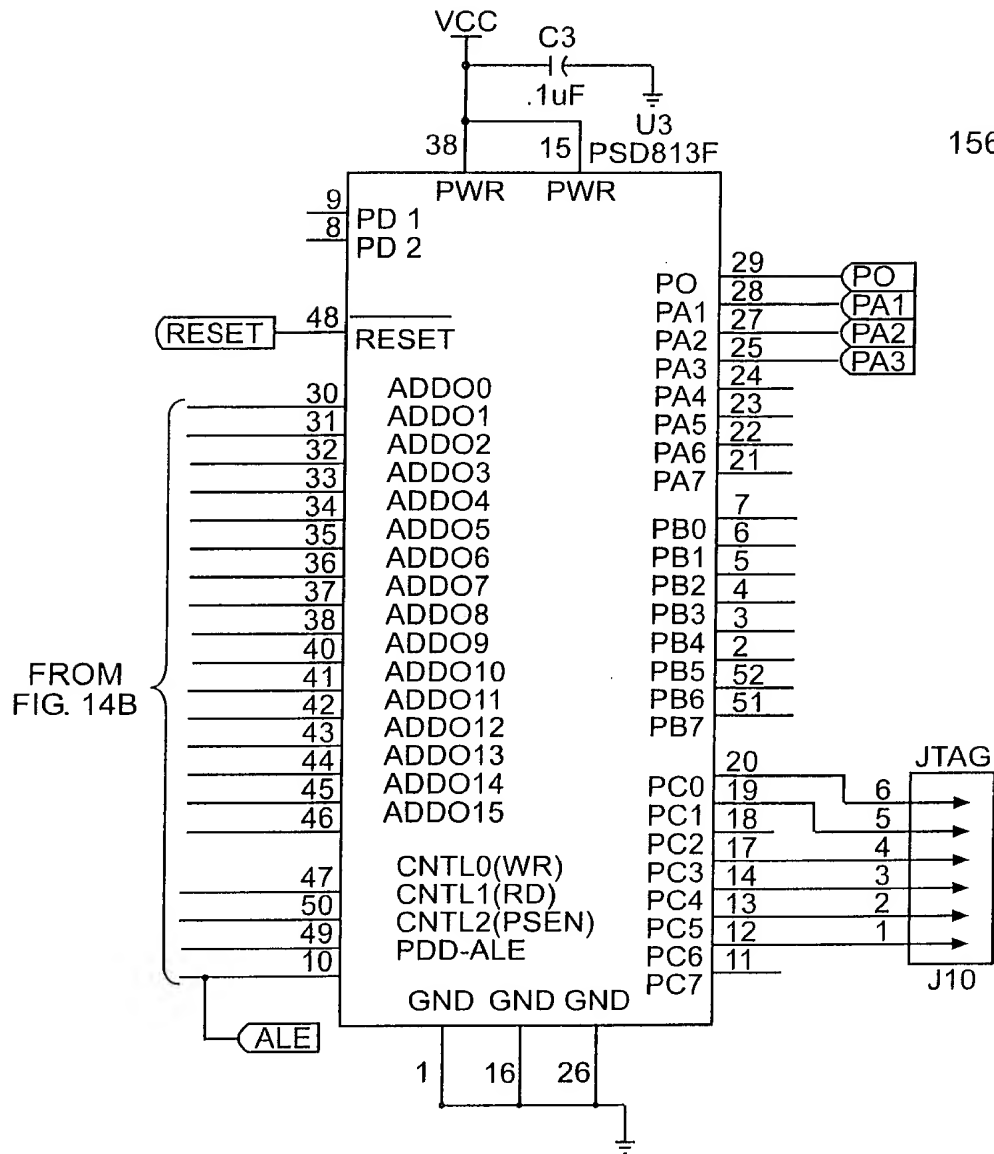 VCC
C3
.1uF
U3
PSD813F
156
38
15
PWR
PWR
9
PD 1
8
PD 2
RESET
48
RESET
30
ADDO0
31
ADDO1
32
ADDO2
33
ADDO3
34
ADDO4
35
ADDO5
36
ADDO6
37
ADDO7
38
ADDO8
40
ADDO9
41
ADDO10
42
ADDO11
43
ADDO12
44
ADDO13
45
ADDO14
46
ADDO15
FROM
FIG. 14B
47
CNTL0(WR)
50
CNTL1(RD)
49
CNTL2(PSEN)
10
PDD-ALE
ALE
29
PO
PO
28
PA1
PA1
27
PA2
PA2
25
PA3
PA3
24
PA4
23
PA5
22
PA6
21
PA7
7
PB0
6
PB1
5
PB2
4
PB3
3
PB4
2
PB5
52
PB6
51
PB7
JTAG
20
PC0
6
19
PC1
5
18
PC2
17
PC3
4
14
PC4
3
13
PC5
2
12
PC6
1
11
PC7
J10
GND GND GND
1
16
26